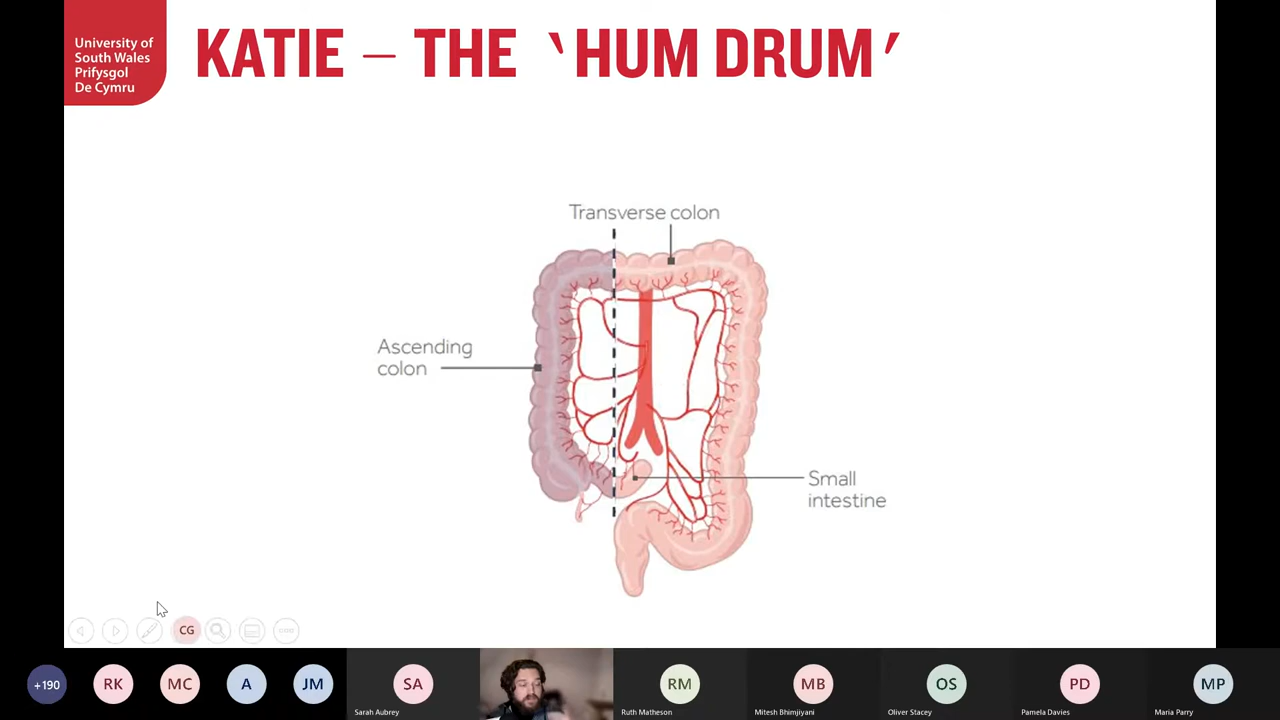 University of
South Wales
Prifysgol
De Cymru
KATIE – THE ‘HUM DRUM’
Transverse colon
Ascending
colon
Small
intestine
CG
+190
RK
MC
A
JM
SA
Sarah Aubrey
RM
Ruth Matheson
MB
Mitesh Bhimjiyani
OS
Oliver Stacey
PD
Pamela Davies
MP
Maria Parry